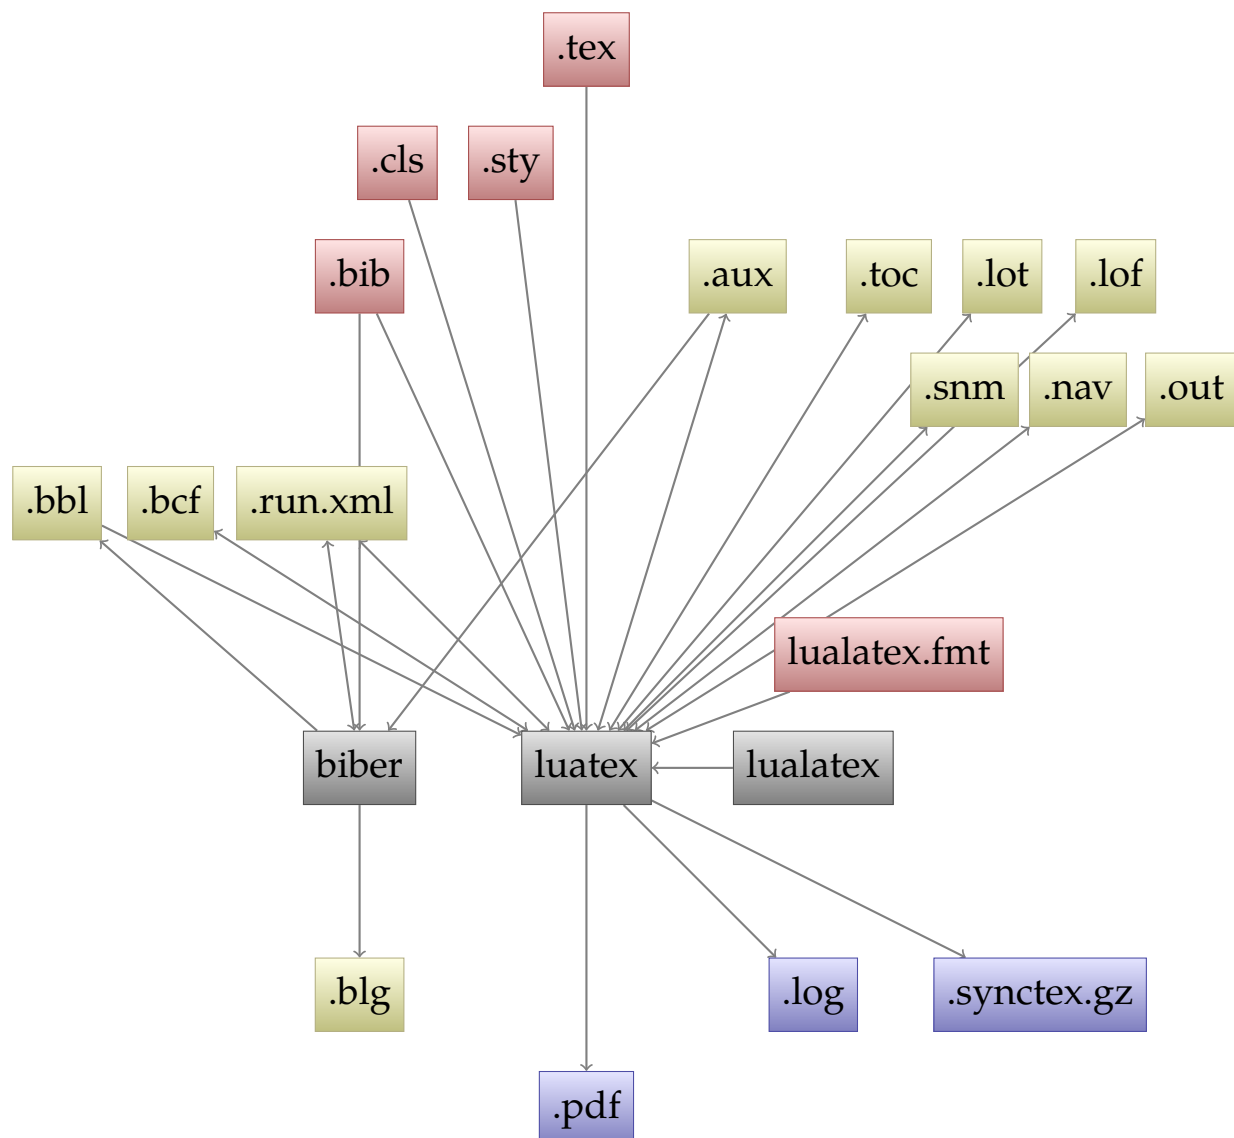 .tex
.cls .sty
.bib .aux .toc .lot .lof
.snm .nav .out
.bbl .bcf .run.xml
lualatex.fmt
biber luatex lualatex
.blg .log .synctex.gz
.pdf